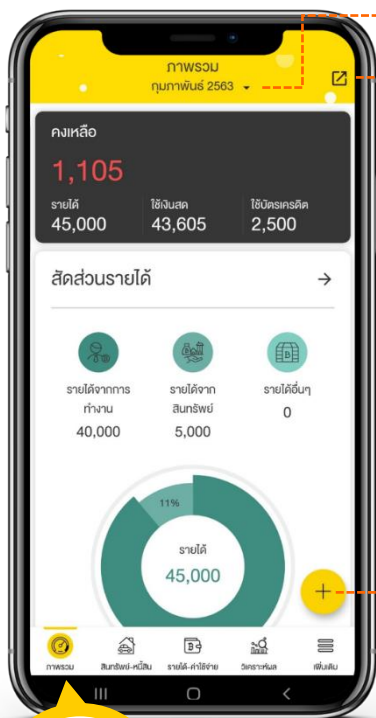 ภาพรวม
กุมภาพันธ์ 2563
คงเหลือ
1,105
รายได้ ใช้เงินสด ใช้บัตรเครดิต
45,000 43,605 2,500
สัดส่วนรายได้
รายได้จากการ รายได้จาก รายได้อื่นๆ
ทำงาน สินทรัพย์ 0
40,000 5,000
11%
รายได้
45,000
ภาพรวม สินทรัพย์-หนี้สิน รายได้-ค่าใช้จ่าย วิเคราะห์ผล เพิ่มเติม